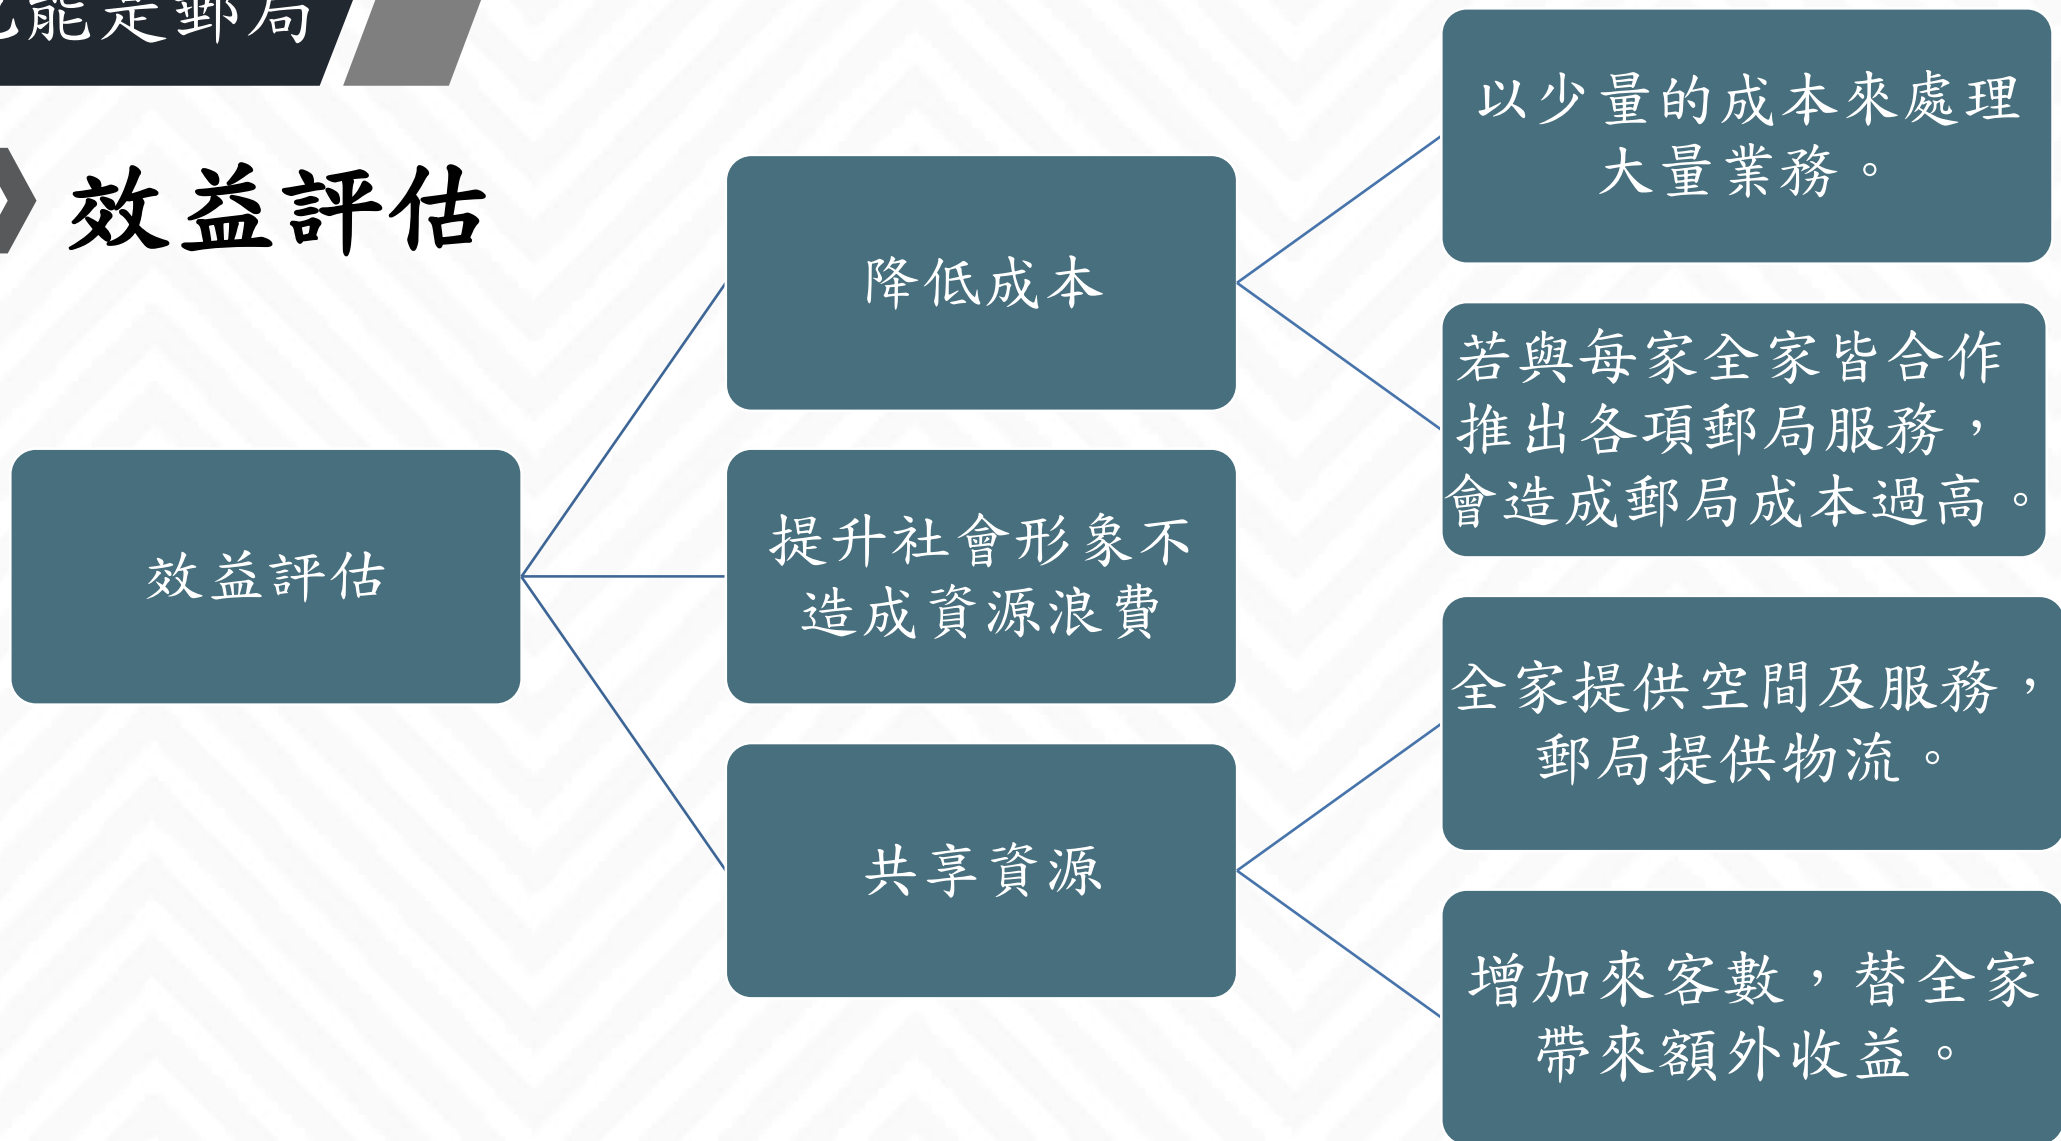 能是郵局
效益評估
效益評估
降低成本
提升社會形象不
造成資源浪費
共享資源
以少量的成本來處理
大量業務。
若與每家全家皆合作
推出各項郵局服務，
會造成郵局成本過高。
全家提供空間及服務，
郵局提供物流。
增加來客數，替全家
帶來額外收益。